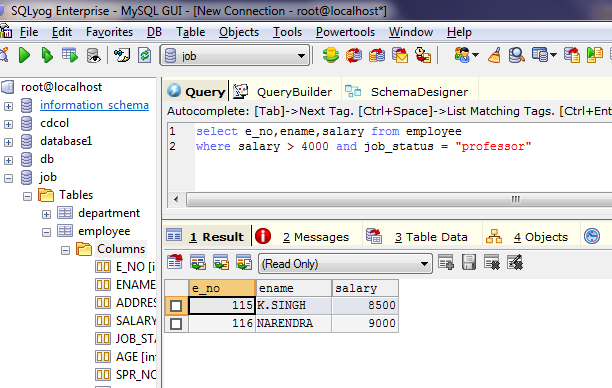 SQLyog Enterprise - MySQL GUI - [New Connection - root@localhost*]
File Edit Favorites DB Table Objects Tools Powertools Window Help
job
root@localhost
information_schema
cdcol
database1
db
job
Tables
department
employee
Columns
E_NO [in
ENAME
ADDRES
SALARY
JOB_STA
AGE [int
SPR_NO
Query QueryBuilder SchemaDesigner
Autocomplete: [Tab]->Next Tag. [Ctrl+Space]->List Matching Tags. [Ctrl+Ent
1 select e_no,ename,salary from employee
2 where salary > 4000 and job_status = "professor"
1 Result 2 Messages 3 Table Data 4 Objects
(Read Only)
e_no ename salary
115 K.SINGH 8500
116 NARENDRA 9000